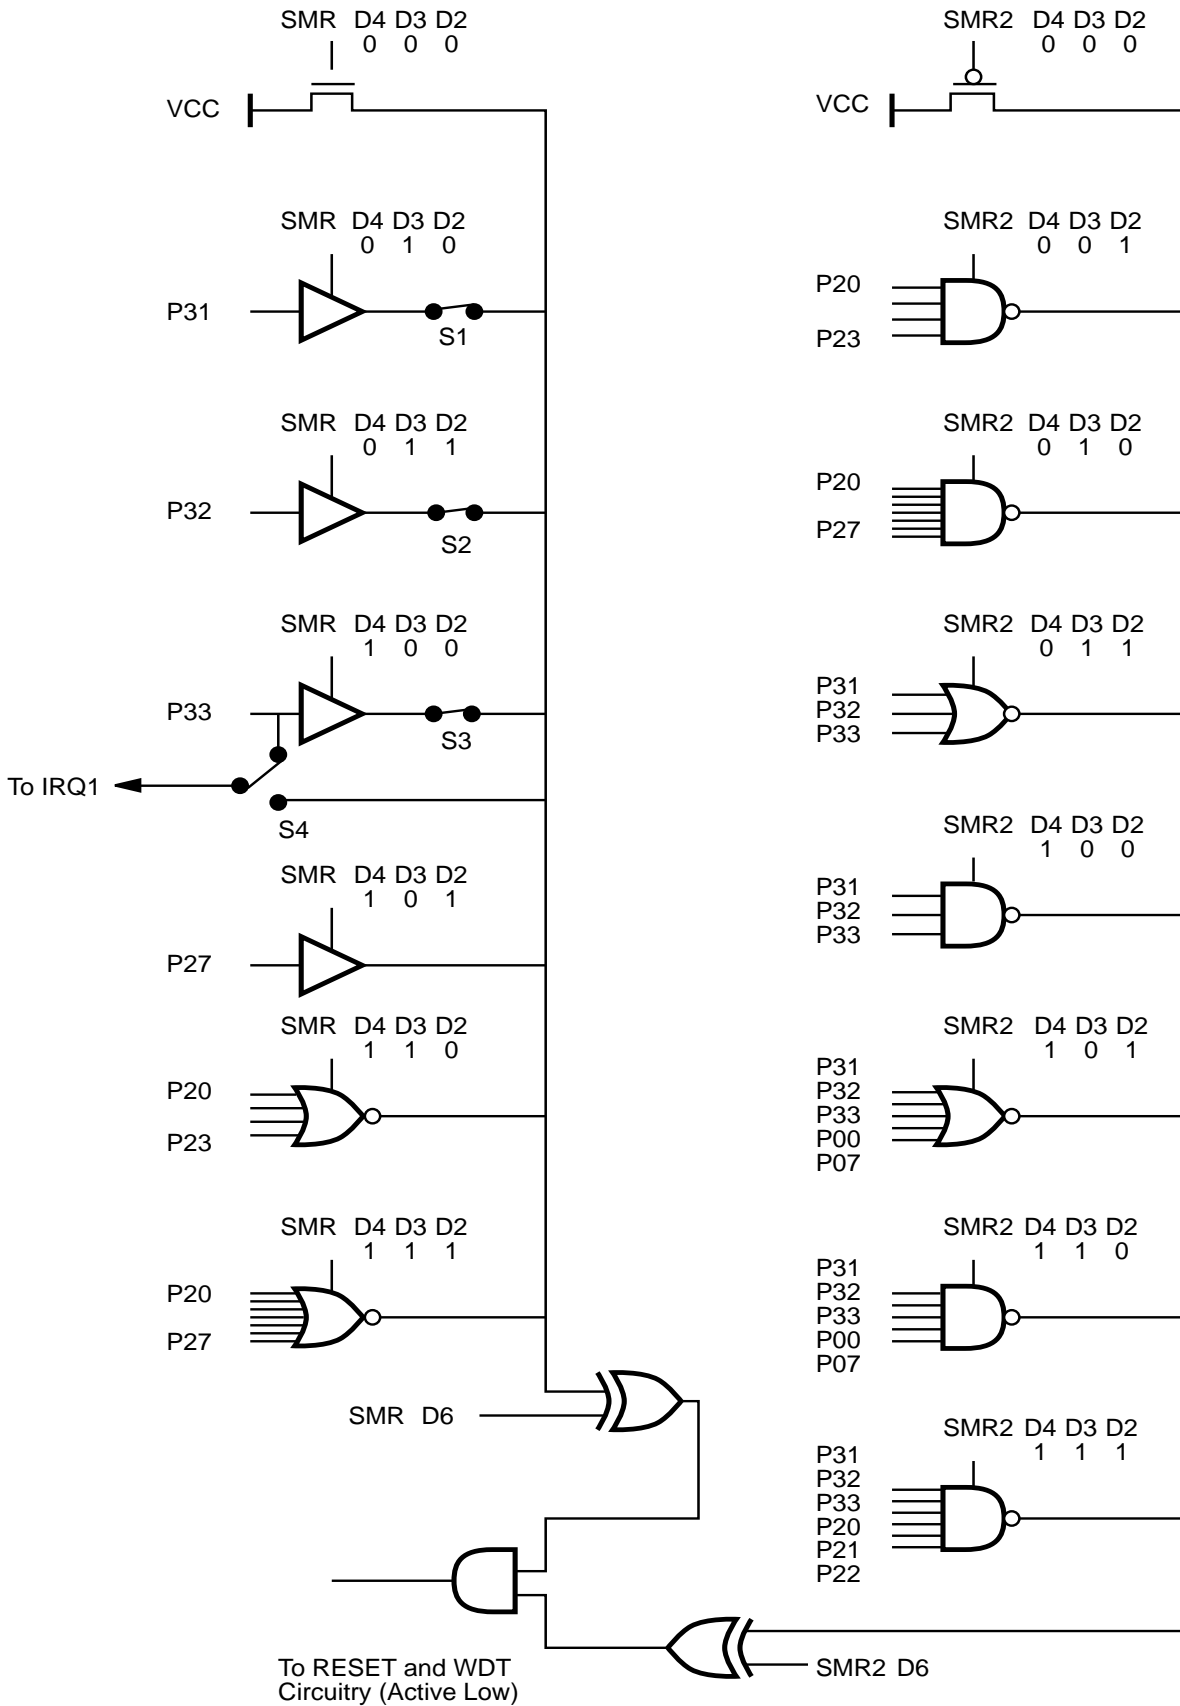 SMR D4 D3 D2
0 0 0
VCC
SMR D4 D3 D2
0 1 0
P31
S1
SMR D4 D3 D2
0 1 1
P32
S2
SMR D4 D3 D2
1 0 0
P33
S3
To IRQ1
S4
SMR D4 D3 D2
1 0 1
P27
SMR D4 D3 D2
1 1 0
P20
P23
SMR D4 D3 D2
1 1 1
P20
P27
SMR D6
To RESET and WDT
Circuitry (Active Low)
SMR2 D4 D3 D2
0 0 0
VCC
SMR2 D4 D3 D2
0 0 1
P20
P23
SMR2 D4 D3 D2
0 1 0
P20
P27
SMR2 D4 D3 D2
0 1 1
P31
P32
P33
SMR2 D4 D3 D2
1 0 0
P31
P32
P33
SMR2 D4 D3 D2
1 0 1
P31
P32
P33
P00
P07
SMR2 D4 D3 D2
1 1 0
P31
P32
P33
P00
P07
SMR2 D4 D3 D2
1 1 1
P31
P32
P33
P20
P21
P22
SMR2 D6